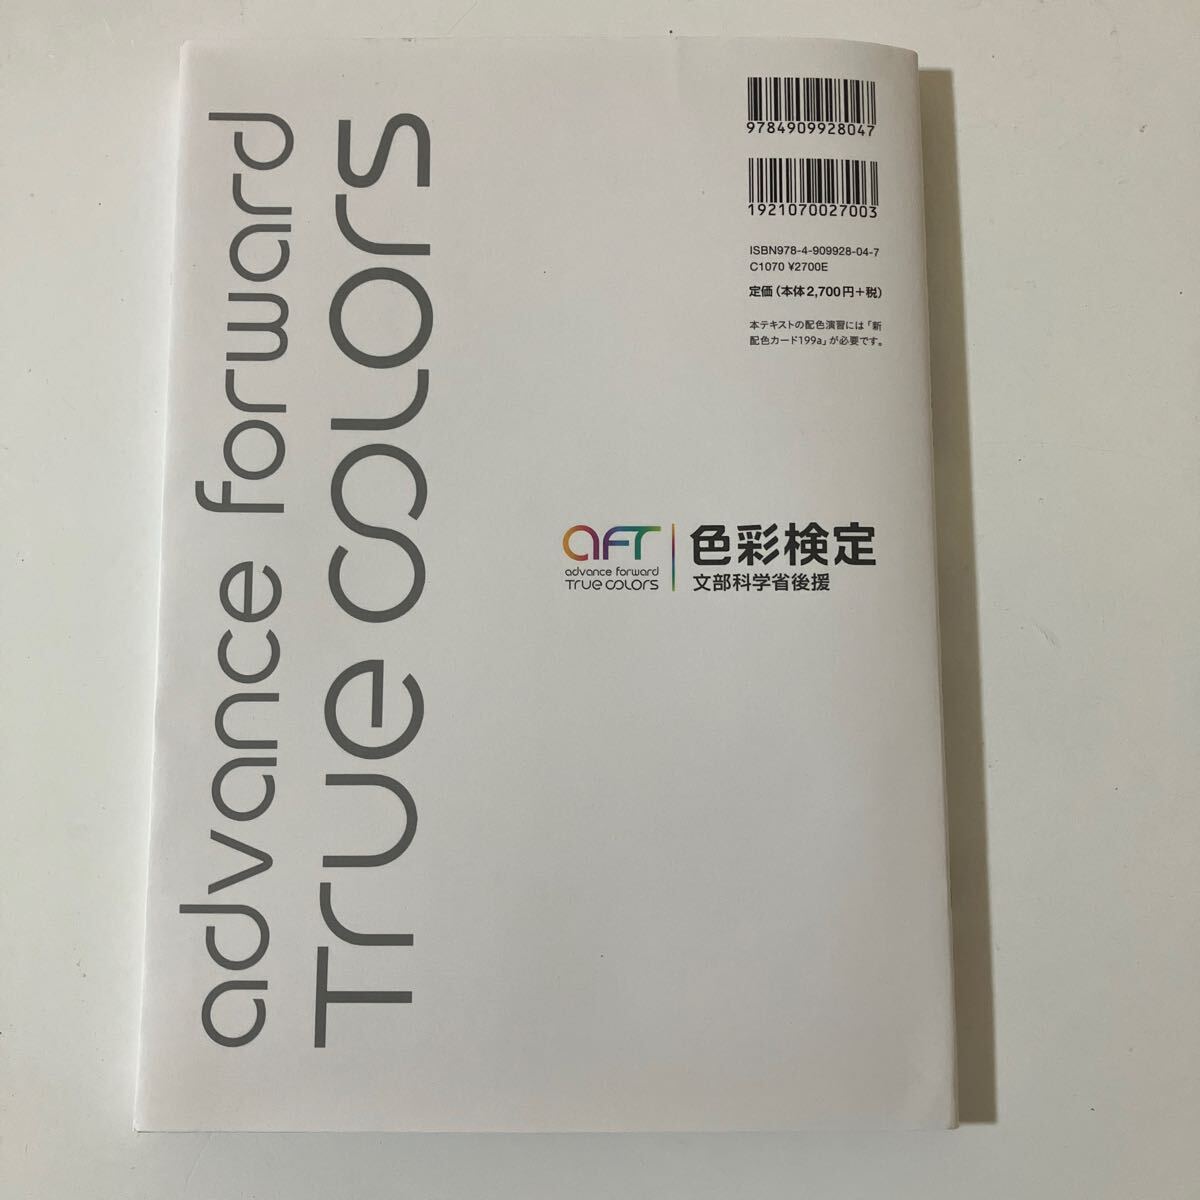 advance forward
True COLORS
9784909928047
1921070027003
ISBN978-4-909928-04-7
C1070 ¥2700E
定価（本体2,700円+税）
本テキストの配色演習には「新
配色カード199a」が必要です。
aFT
advance forward
True COLORS
色彩検定
文部科学省後援